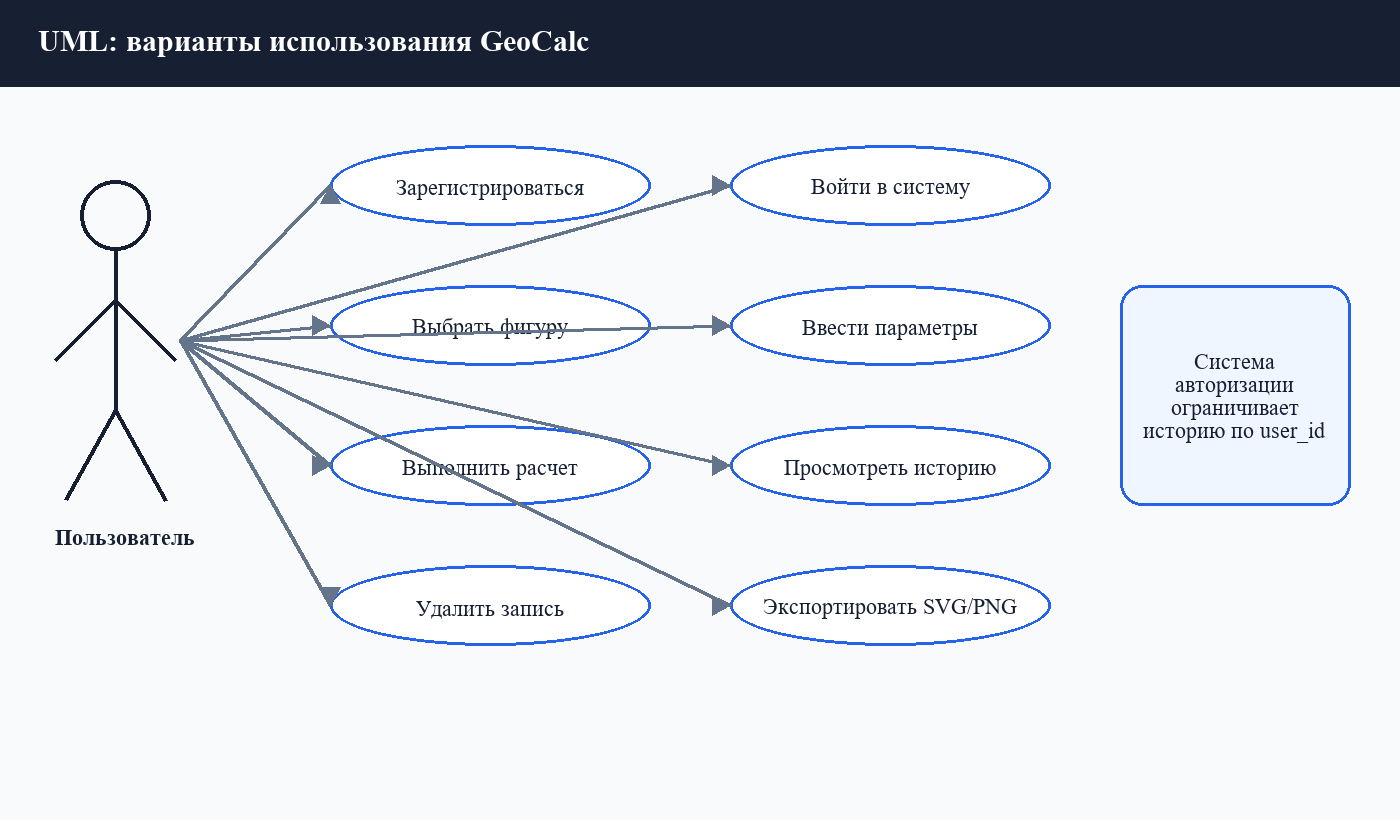 UML: варианты использования GeoCalc
Зарегистрироваться
Войти в систему
Выбрать фигуру
Ввести параметры
Выполнить расчет
Просмотреть историю
Удалить запись
Экспортировать SVG/PNG
Пользователь
Система
авторизации
ограничивает
историю по user_id